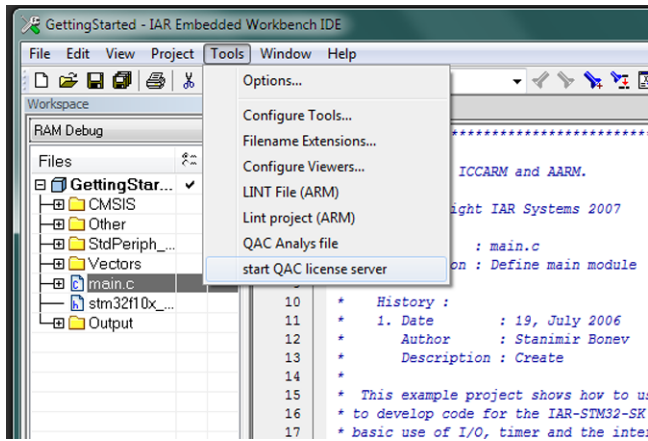 GettingStarted - IAR Embedded Workbench IDE
File Edit View Project Tools Window Help
Workspace
RAM Debug
Files
GettingStar...
CMSIS
Other
StdPeriph_...
Vectors
main.c
stm32f10x_...
Output
Options...
Configure Tools...
Filename Extensions...
Configure Viewers...
LINT File (ARM)
Lint project (ARM)
QAC Analys file
start QAC license server
*************************
ICCARM and AARM.
ight IAR Systems 2007
: main.c
on : Define main module
10 * History :
11 * 1. Date : 19, July 2006
12 * Author : Stanimir Bonev
13 * Description : Create
14 *
15 * This example project shows how to us
16 * to develop code for the IAR-STM32-SK
17 * basic use of I/O, timer and the inter